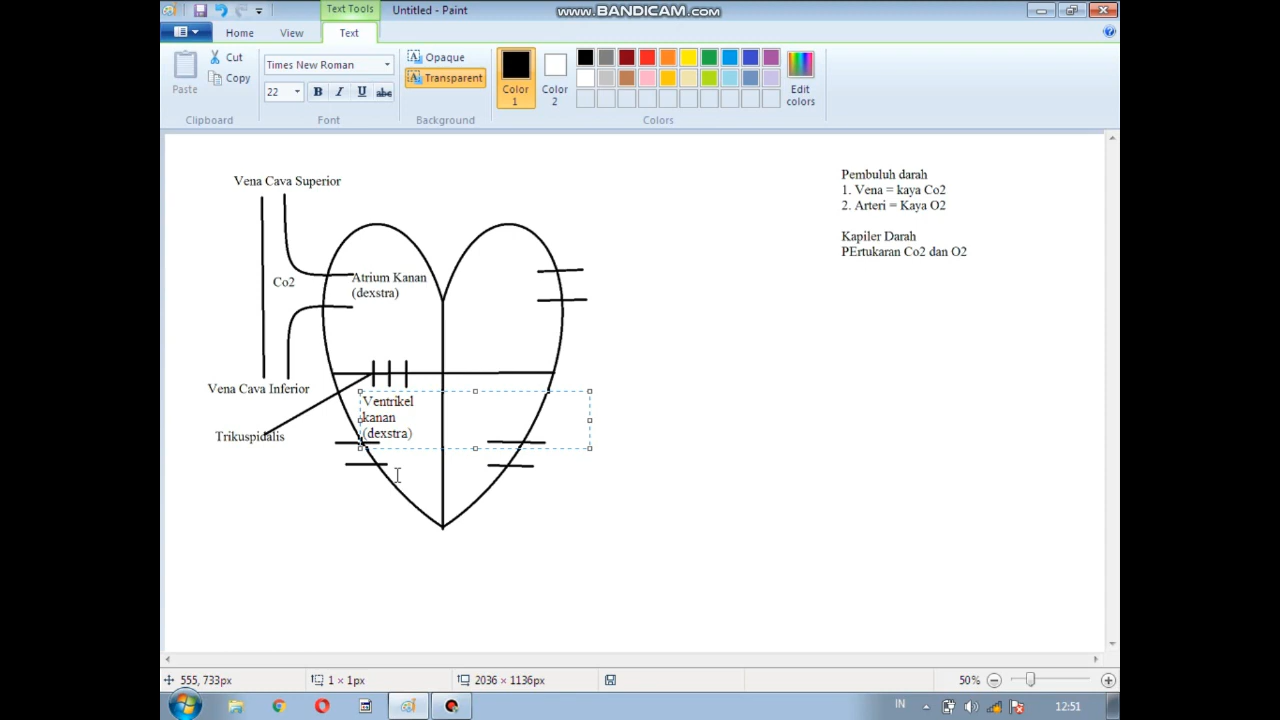 Text Tools
Untitled - Paint
www.BANDICAM.com
Home
View
Text
Paste
Cut
Copy
Clipboard
Times New Roman
22
B I U abc
Font
Opaque
Transparent
Background
Color 1
Color 2
Edit colors
Colors
Vena Cava Superior
Co2
Atrium Kanan
(dexstra)
Vena Cava Inferior
Trikuspidalis
Ventrikel
kanan
(dexstra)
Pembuluh darah
1. Vena = kaya Co2
2. Arteri = Kaya O2
Kapiler Darah
PErtukaran Co2 dan O2
555, 733px
1 × 1px
2036 × 1136px
50%
IN
12:51